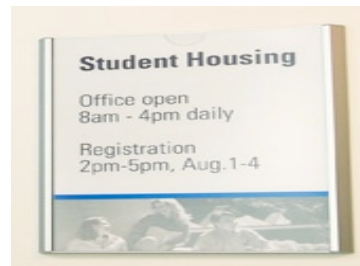 Student Housing
Office open
8am - 4pm daily
Registration
2pm-5pm, Aug.1-4